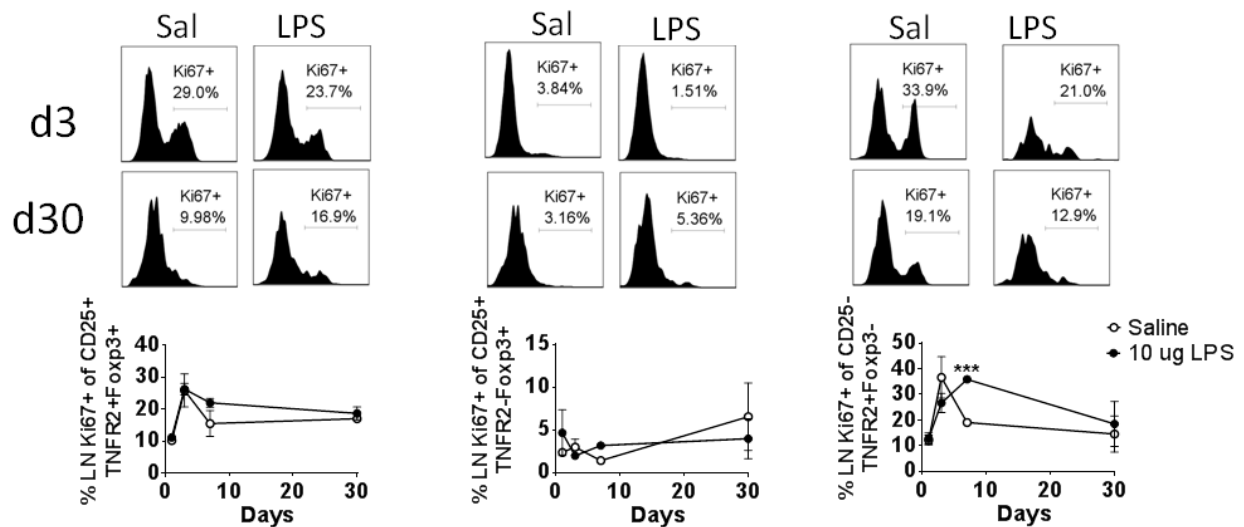 Sal LPS Sal LPS Sal LPS
d3
Ki67+ Ki67+ Ki67+ Ki67+ Ki67+ Ki67+
29.0% 23.7% 3.84% 1.51% 33.9% 21.0%
d30
Ki67+ Ki67+ Ki67+ Ki67+ Ki67+ Ki67+
9.98% 16.9% 3.16% 5.36% 19.1% 12.9%
% LN Ki67+ of CD25+
TNFR2+Foxp3+
40
30
20
10
0
0 10 20 30
Days
% LN Ki67+ of CD25+
TNFR2-Foxp3+
15
10
5
0
0 10 20 30
Days
% LN Ki67+ of CD25-
TNFR2+Foxp3-
50
40
30
20
10
0
***
0 10 20 30
Days
Saline
10 ug LPS